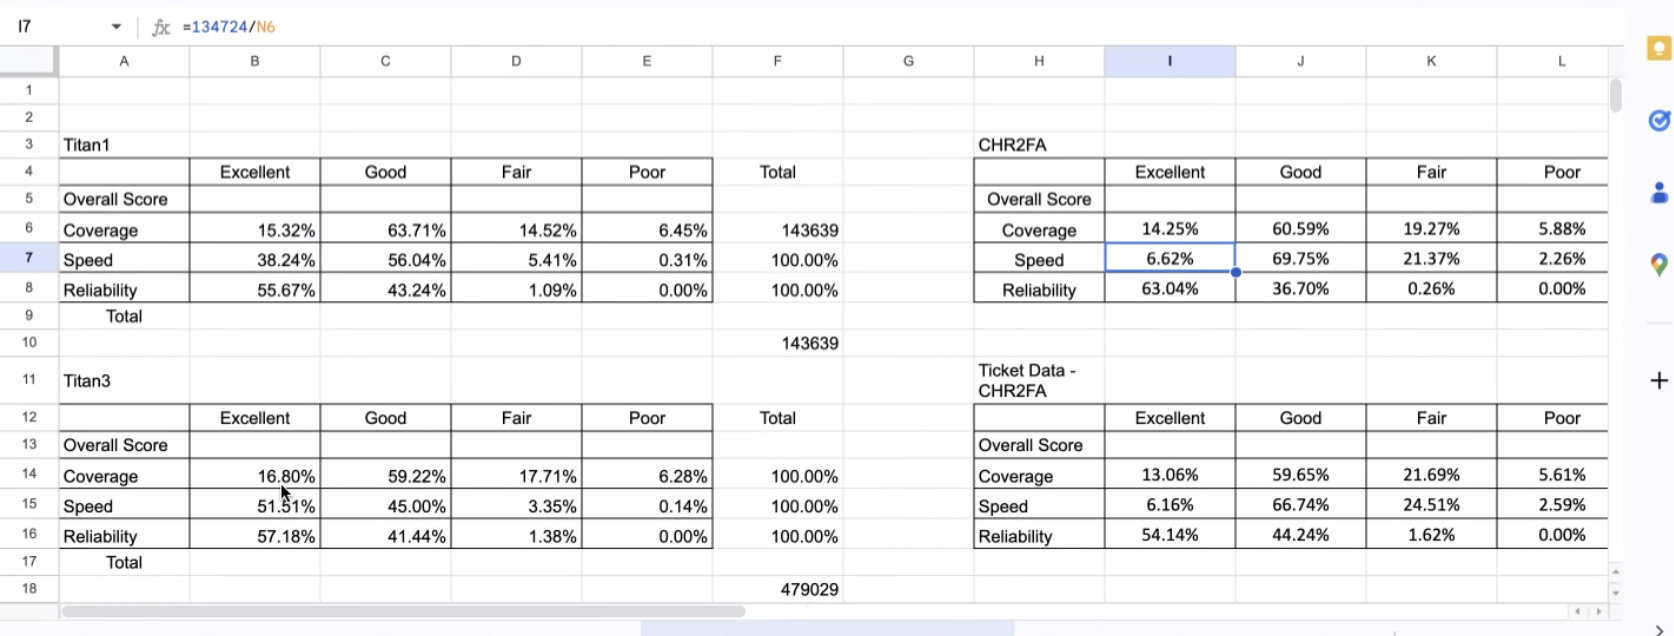 I7 fx =134724/N6
A B C D E F G H I J K L
1
2
3 Titan1 CHR2FA
4 Excellent Good Fair Poor Total Excellent Good Fair Poor
5 Overall Score Overall Score
6 Coverage 15.32% 63.71% 14.52% 6.45% 143639 Coverage 14.25% 60.59% 19.27% 5.88%
7 Speed 38.24% 56.04% 5.41% 0.31% 100.00% Speed 6.62% 69.75% 21.37% 2.26%
8 Reliability 55.67% 43.24% 1.09% 0.00% 100.00% Reliability 63.04% 36.70% 0.26% 0.00%
9 Total
10 143639
11 Titan3 Ticket Data -
CHR2FA
12 Excellent Good Fair Poor Total Excellent Good Fair Poor
13 Overall Score Overall Score
14 Coverage 16.80% 59.22% 17.71% 6.28% 100.00% Coverage 13.06% 59.65% 21.69% 5.61%
15 Speed 51.51% 45.00% 3.35% 0.14% 100.00% Speed 6.16% 66.74% 24.51% 2.59%
16 Reliability 57.18% 41.44% 1.38% 0.00% 100.00% Reliability 54.14% 44.24% 1.62% 0.00%
17 Total
18 479029